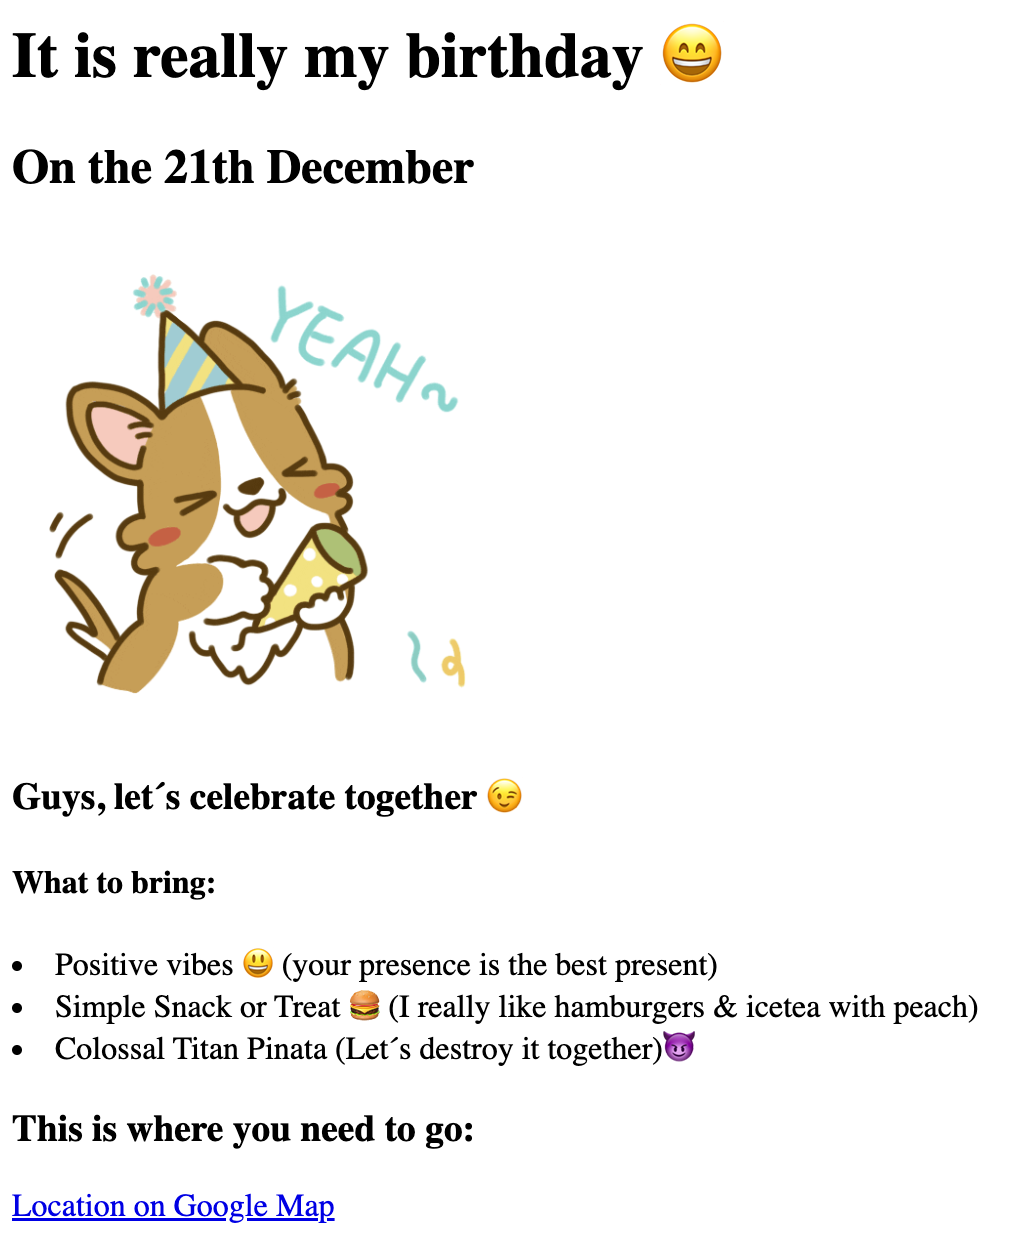 It is really my birthday 😄
On the 21th December
YEAH~
Guys, let´s celebrate together 😉
What to bring:
• Positive vibes 😃 (your presence is the best present)
• Simple Snack or Treat 🍔 (I really like hamburgers & icetea with peach)
• Colossal Titan Pinata (Let´s destroy it together)😈
This is where you need to go:
Location on Google Map